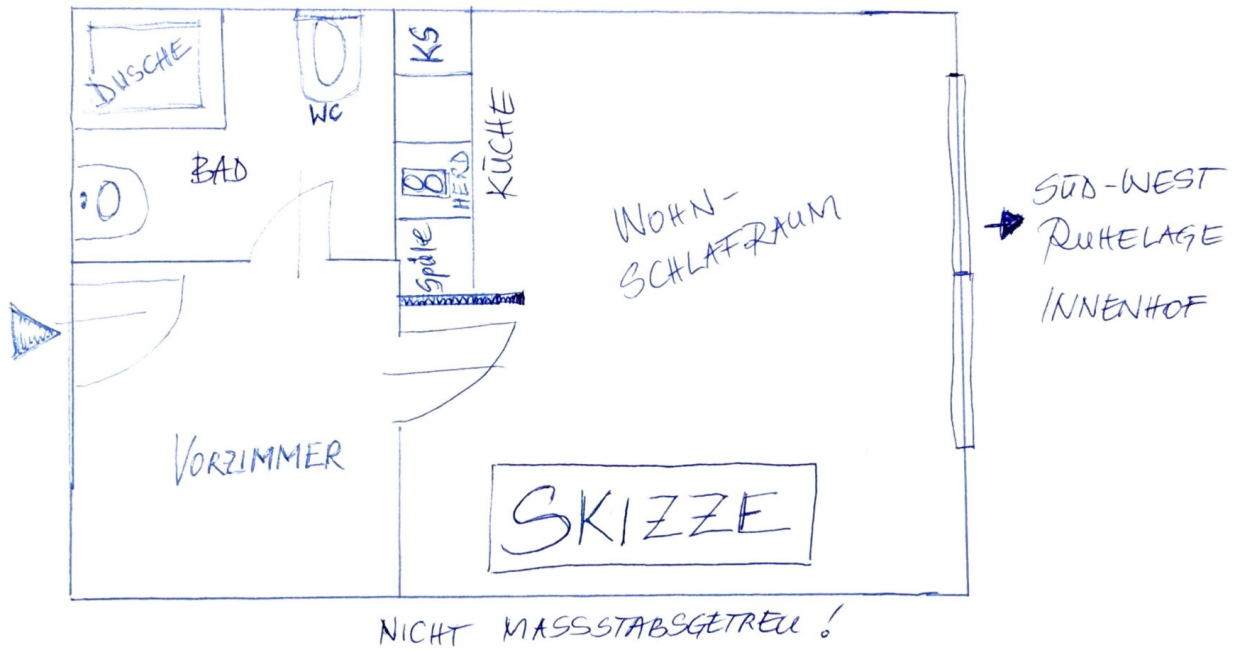 DUSCHE
WC
KS
BAD
HERD
KÜCHE
Spüle
WOHN-
SCHLAFRAUM
SÜD-WEST
RUHELAGE
INNENHOF
VORZIMMER
SKIZZE
NICHT MASSSTABSGETREU!